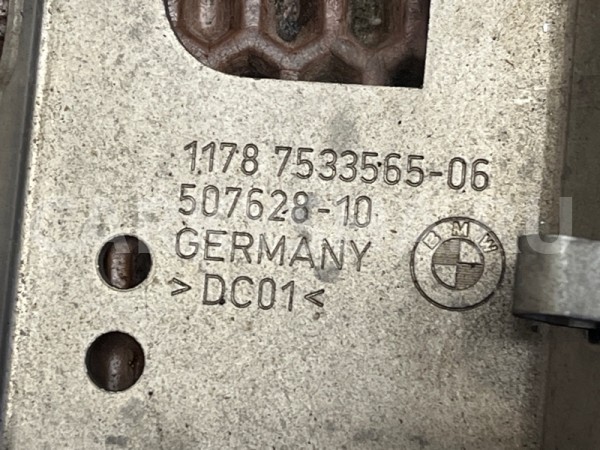 1178 7533565-06
507628-10
GERMANY
>DC01<
BMW